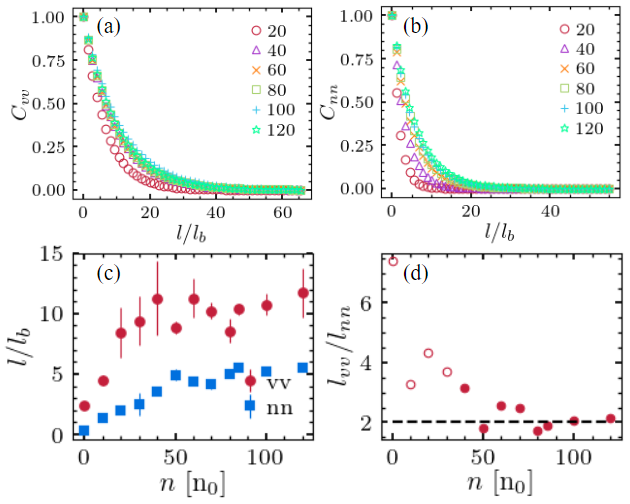 (a)
20
40
60
80
100
120
1.00
0.75
0.50
0.25
0.00
C_vv
0 20 40 60
l/l_b
(b)
20
40
60
80
100
120
1.00
0.75
0.50
0.25
0.00
C_nn
0 20 40
l/l_b
(c)
15
10
5
0
l/l_b
vv
nn
0 50 100
n [n_0]
(d)
6
4
2
l_vv/l_nn
0 50 100
n [n_0]